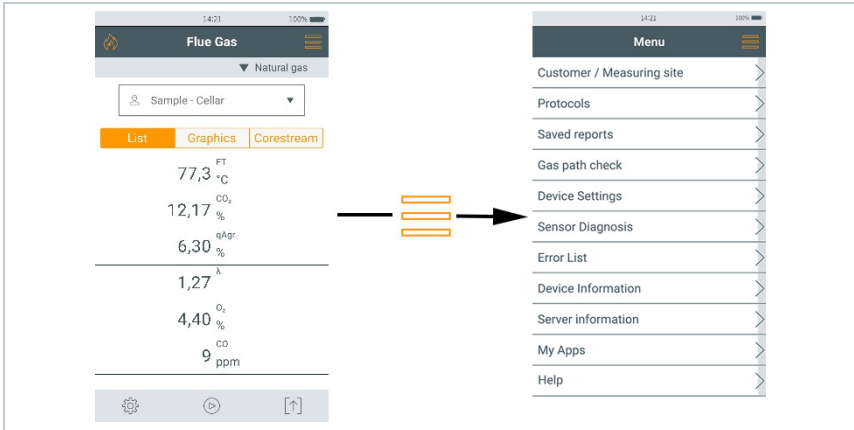 14:21 100%
Flue Gas
▼ Natural gas
Sample - Cellar ▼
List Graphics Corestream
77,3 FT °C
12,17 CO₂ %
6,30 qAgr. %
1,27 λ
4,40 O₂ %
9 CO ppm
14:21 100%
Menu
Customer / Measuring site
Protocols
Saved reports
Gas path check
Device Settings
Sensor Diagnosis
Error List
Device Information
Server information
My Apps
Help